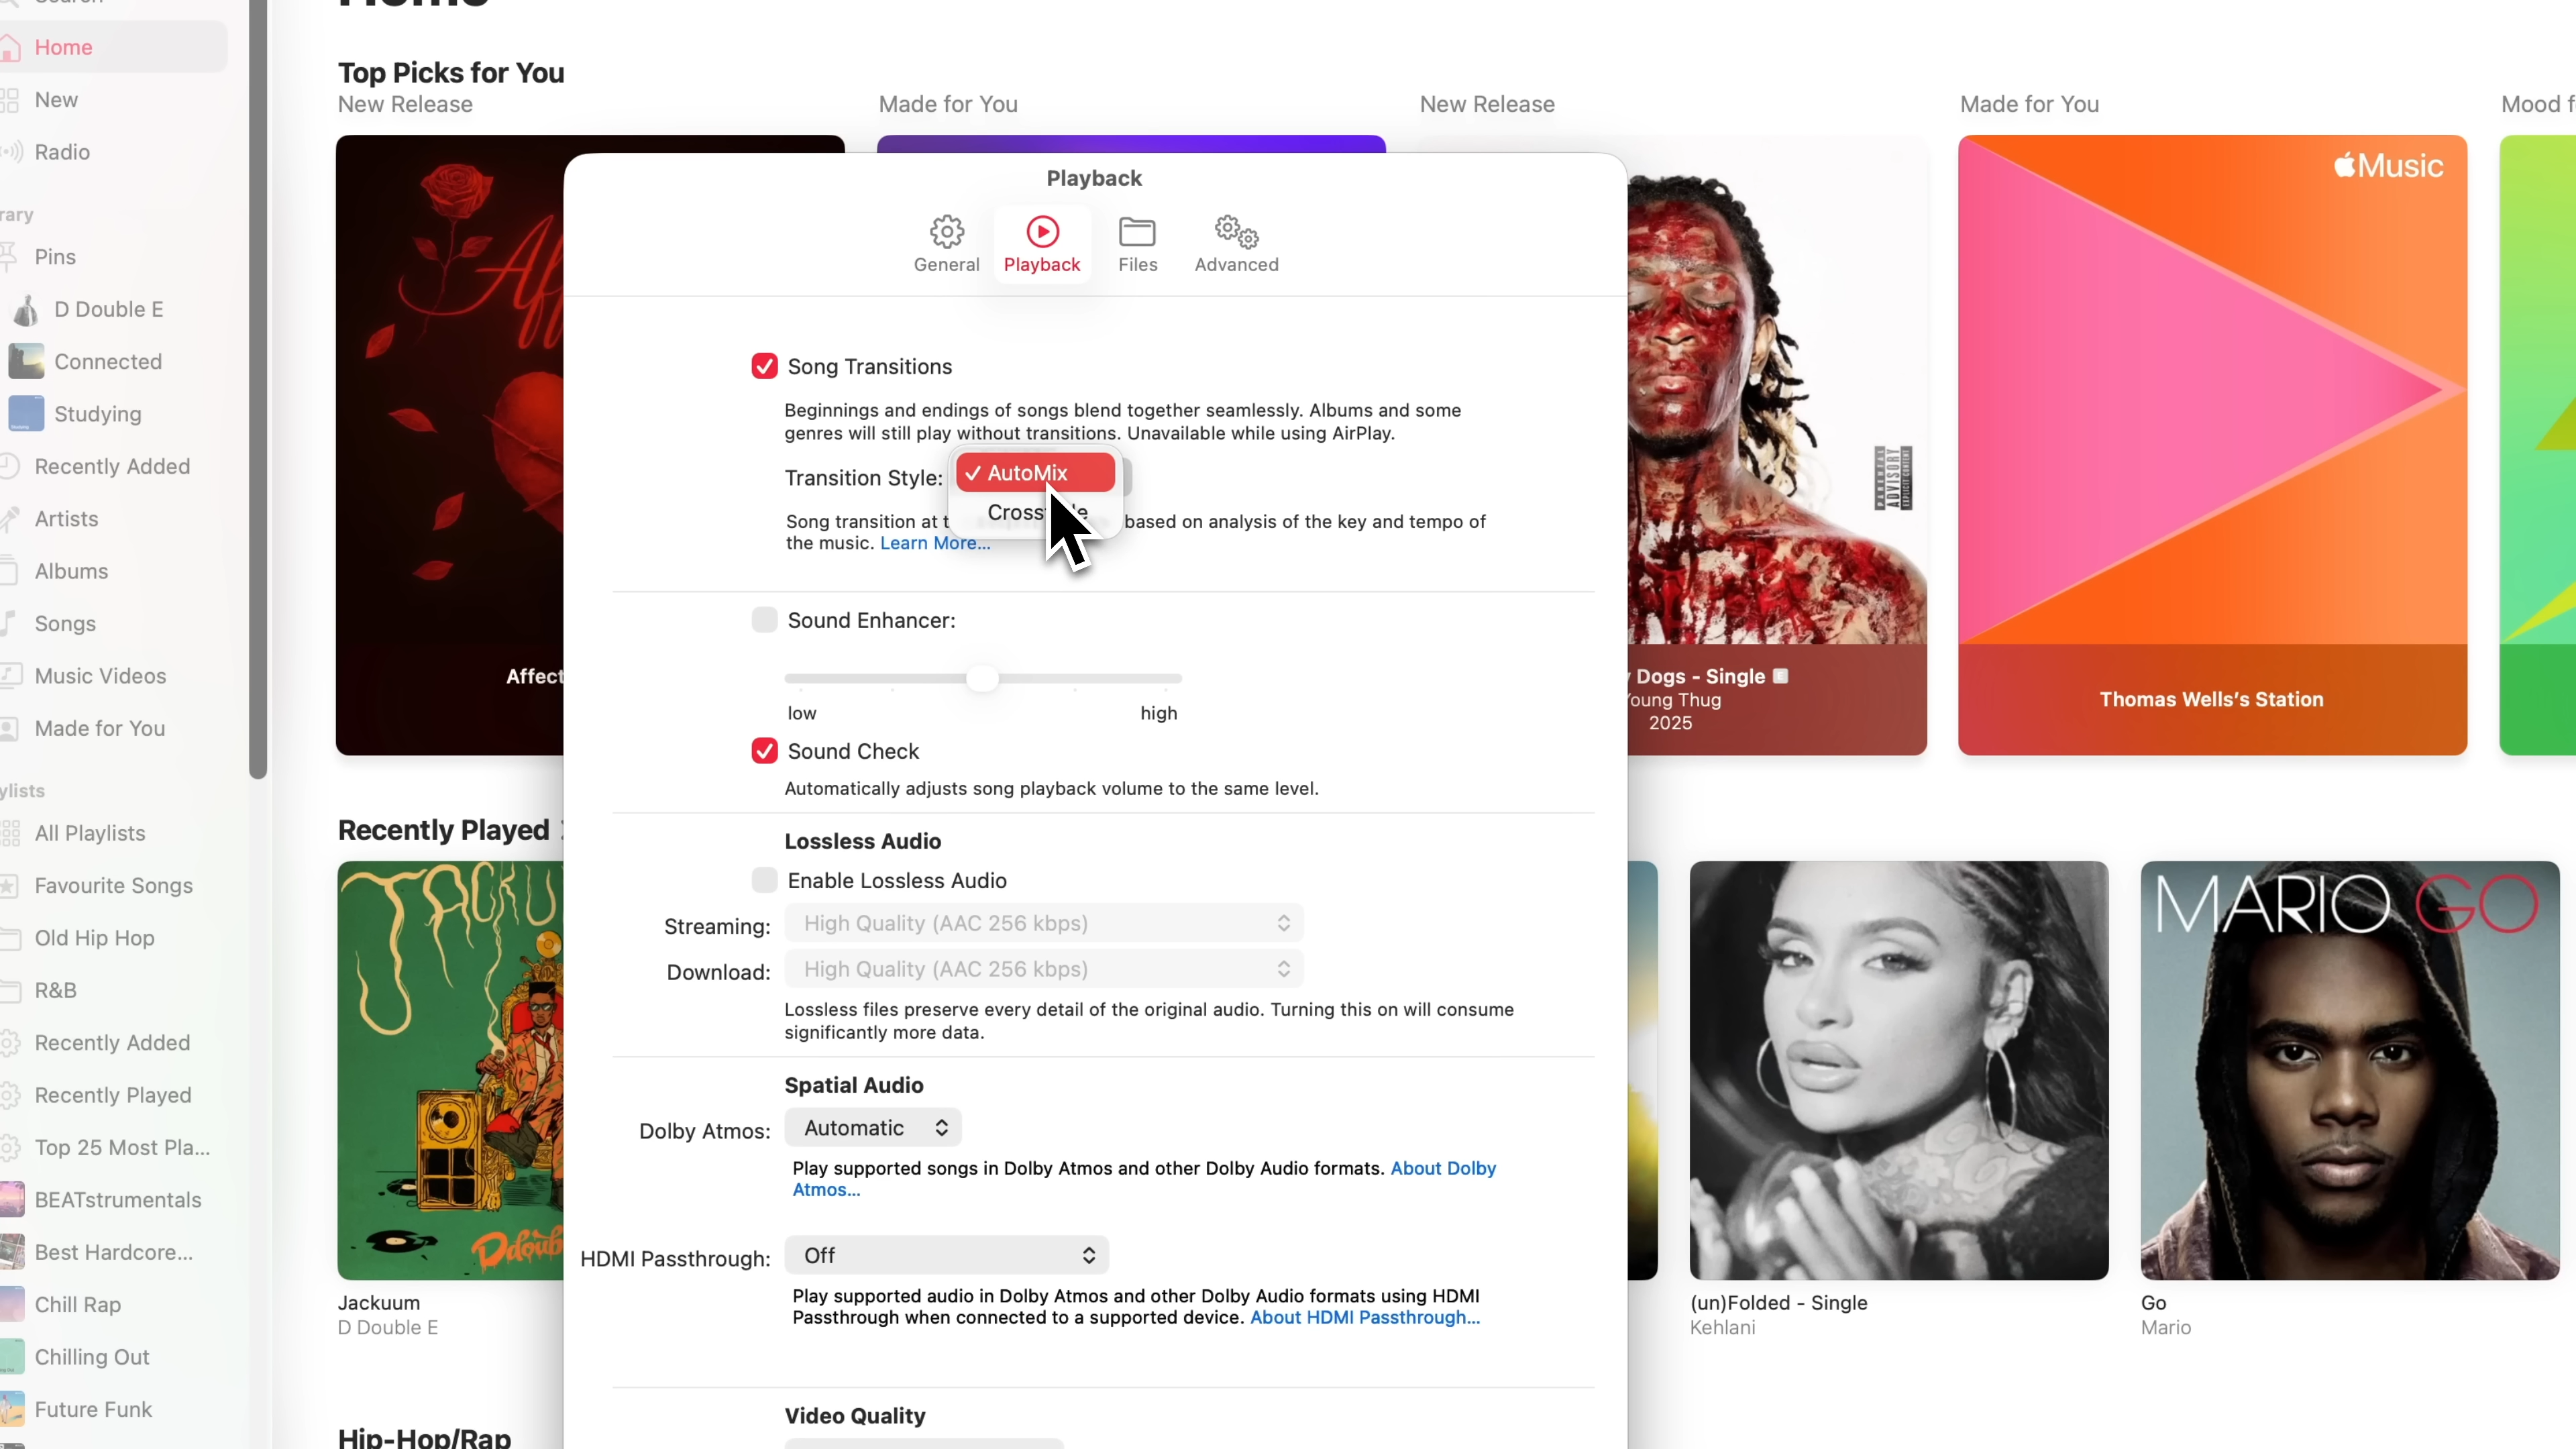 Home
Home
New
Radio
Pins
D Double E
Connected
Studying
Recently Added
Artists
Albums
Songs
Music Videos
Made for You
All Playlists
Favourite Songs
Old Hip Hop
R&B
Recently Added
Recently Played
Top 25 Most Pla...
BEATstrumentals
Best Hardcore...
Chill Rap
Chilling Out
Future Funk
Top Picks for You
New Release
Made for You
New Release
Made for You
Mood f
Music
ADVISORY
Affect
Dogs - Single E
Young Thug
2025
Thomas Wells's Station
Playback
General
Playback
Files
Advanced
Song Transitions
Beginnings and endings of songs blend together seamlessly. Albums and some
genres will still play without transitions. Unavailable while using AirPlay.
Transition Style:
AutoMix
Song transition at t based on analysis of the key and tempo of
the music. Learn More...
Sound Enhancer:
low
high
Sound Check
Automatically adjusts song playback volume to the same level.
Lossless Audio
Enable Lossless Audio
Streaming: High Quality (AAC 256 kbps)
Download: High Quality (AAC 256 kbps)
Lossless files preserve every detail of the original audio. Turning this on will consume
significantly more data.
Spatial Audio
Dolby Atmos: Automatic
Play supported songs in Dolby Atmos and other Dolby Audio formats. About Dolby
Atmos...
HDMI Passthrough: Off
Play supported audio in Dolby Atmos and other Dolby Audio formats using HDMI
Passthrough when connected to a supported device. About HDMI Passthrough...
Video Quality
Recently Played
JACKU
Ddoub
Jackuum
D Double E
MARIO GO
(un)Folded - Single
Kehlani
Go
Mario
Hip-Hop/Rap